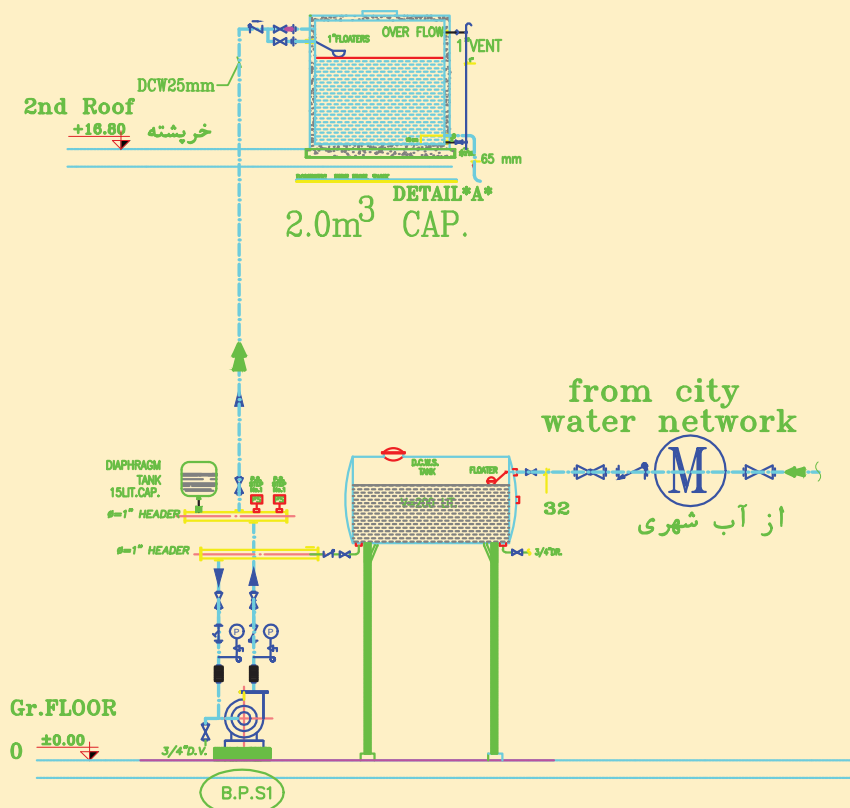 OVER FLOW
1"FLOATERS
1"VENT
DCW25mm
2nd Roof
+16.80
خرپشته
65 mm
DETAIL*A*
2.0m³ CAP.
from city
water network
M
32
از آب شهری
DIAPHRAGM
TANK
15LIT.CAP.
D.C.W.S.
TANK
FLOATER
V=200 LIT.
ø=1" HEADER
ø=1" HEADER
3/4"DR.
P
P
Gr.FLOOR
±0.00
0
3/4"D.V.
B.P.S1